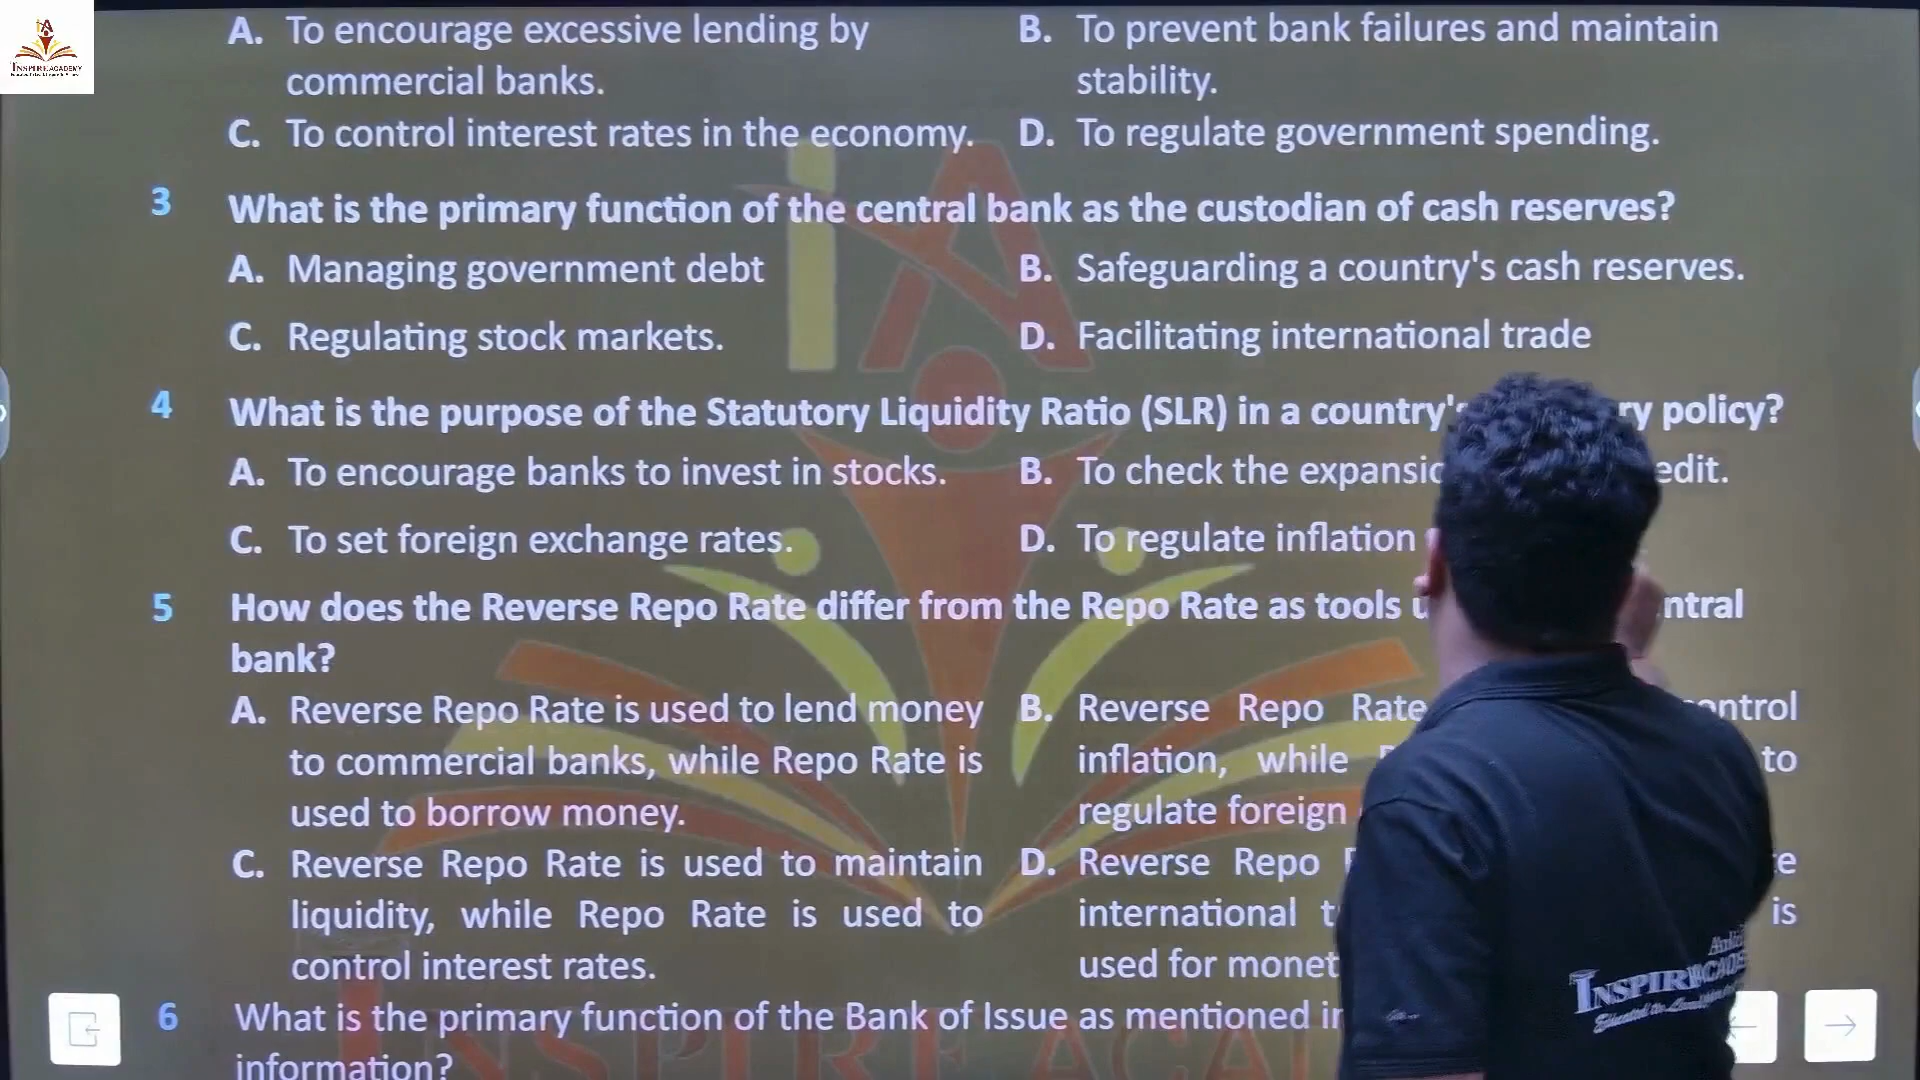 INSPIRE ACADEMY
A. To encourage excessive lending by
commercial banks.
B. To prevent bank failures and maintain
stability.
C. To control interest rates in the economy.
D. To regulate government spending.
3 What is the primary function of the central bank as the custodian of cash reserves?
A. Managing government debt
B. Safeguarding a country's cash reserves.
C. Regulating stock markets.
D. Facilitating international trade
4 What is the purpose of the Statutory Liquidity Ratio (SLR) in a country's policy?
A. To encourage banks to invest in stocks.
B. To check the
C. To set foreign exchange rates.
D. To regulate inflation
5 How does the Reverse Repo Rate differ from the Repo Rate as tools
bank?
A. Reverse Repo Rate is used to lend money
to commercial banks, while Repo Rate is
used to borrow money.
B. Reverse Repo Rate
inflation, while to
regulate foreign
C. Reverse Repo Rate is used to maintain
liquidity, while Repo Rate is used to
control interest rates.
D. Reverse Repo
international is
used for
6 What is the primary function of the Bank of Issue as mentioned
information?
INSPIRE
INSPIRE